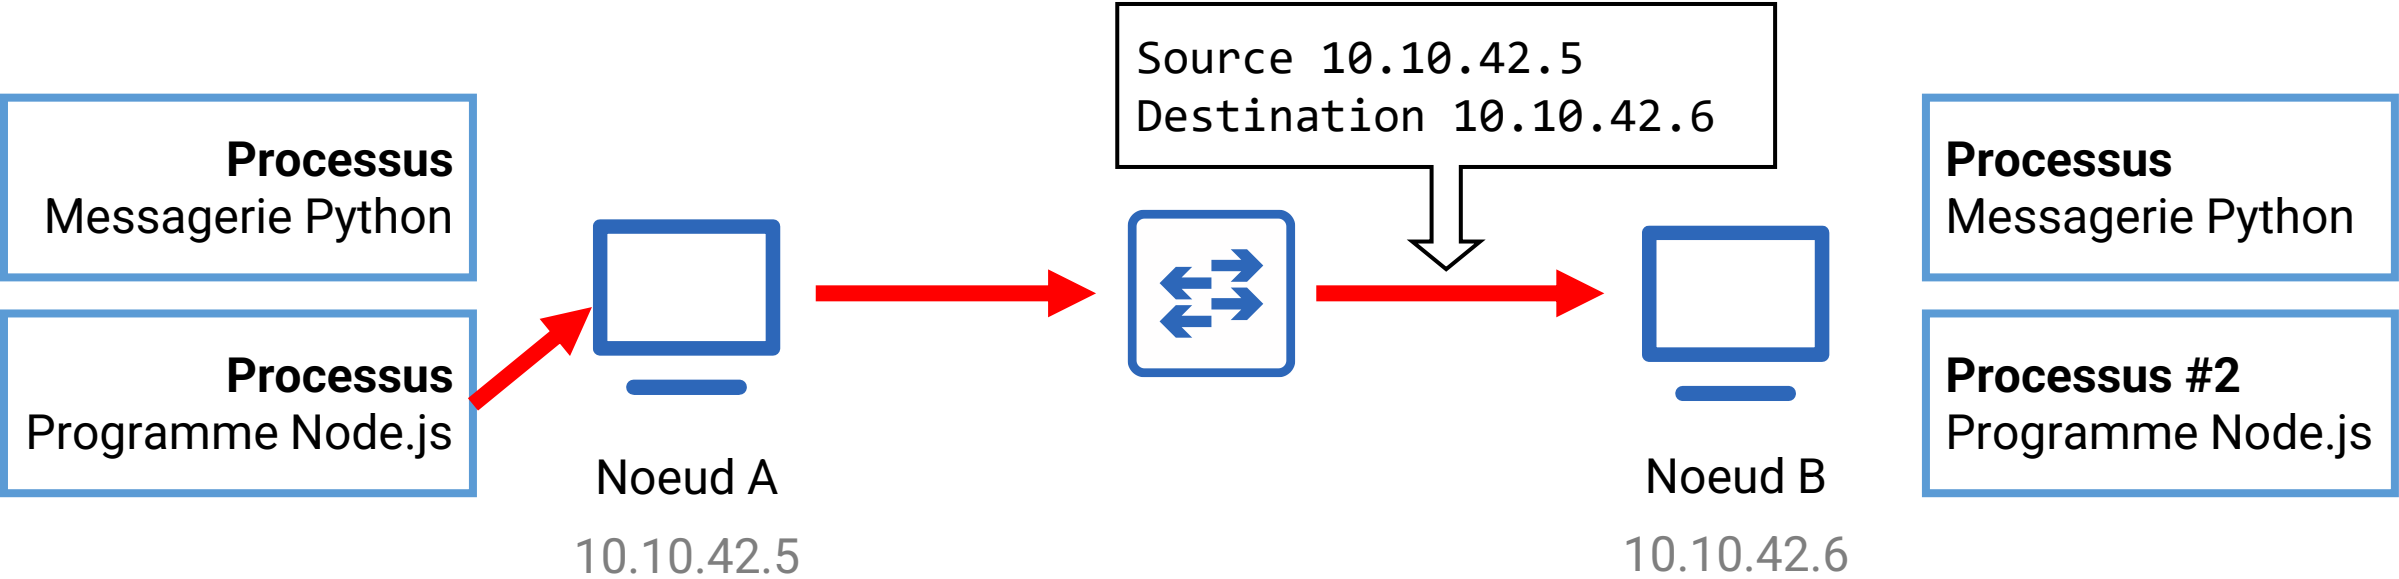 Source 10.10.42.5
Destination 10.10.42.6
Processus
Messagerie Python
Processus
Programme Node.js
Noeud A
10.10.42.5
Noeud B
10.10.42.6
Processus
Messagerie Python
Processus #2
Programme Node.js